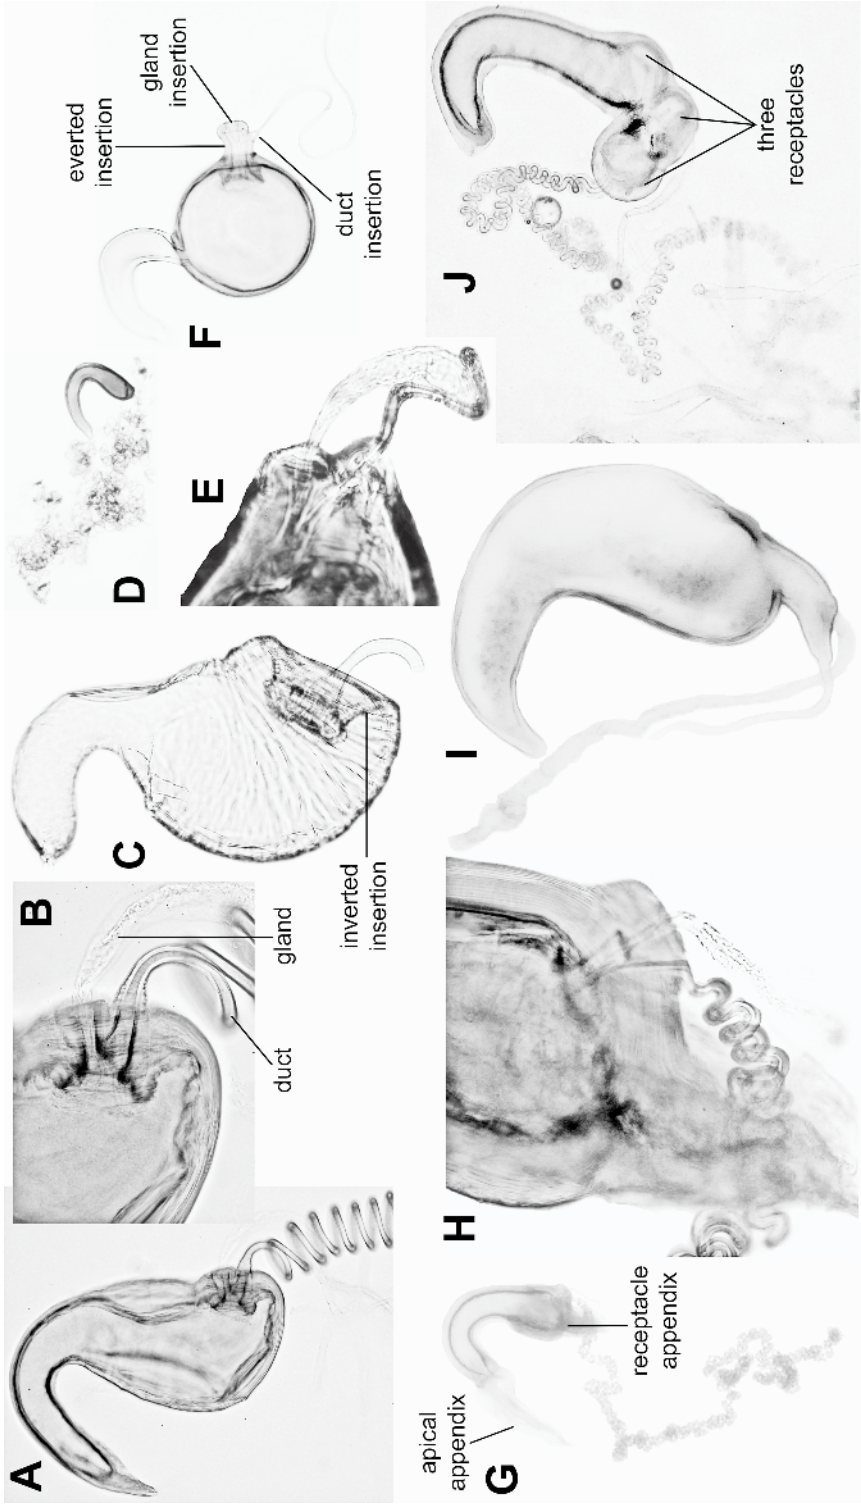 A
B
gland
duct
C
inverted
insertion
D
E
F
everted
insertion
gland
insertion
duct
insertion
G
apical
appendix
receptacle
appendix
H
I
J
three
receptacles